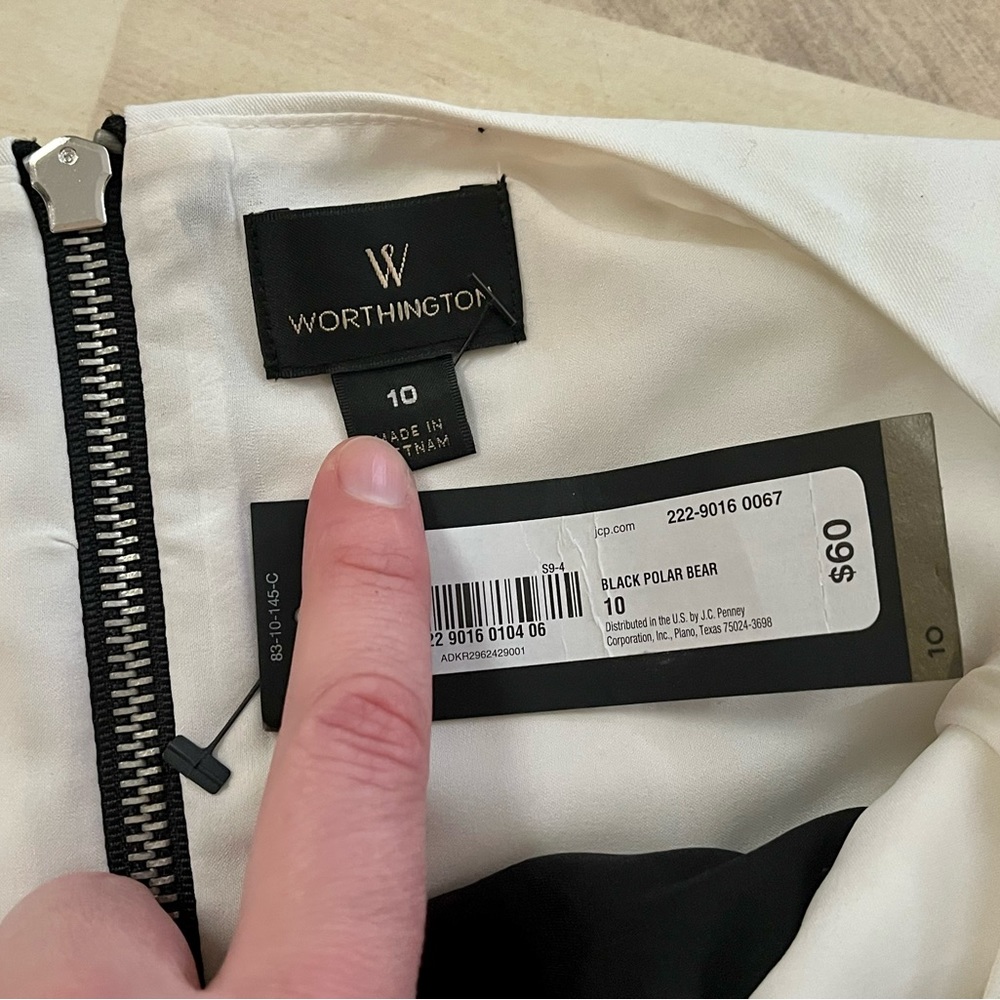 W
WORTHINGTON
10
MADE IN
jcp.com
222-9016 0067
$60
S9-4
BLACK POLAR BEAR
10
Distributed in the U.S. by J.C. Penney
Corporation, Inc., Plano, Texas 75024-3698
22 9016 0104 06
ADKR2962429001
83-10-145-C
10